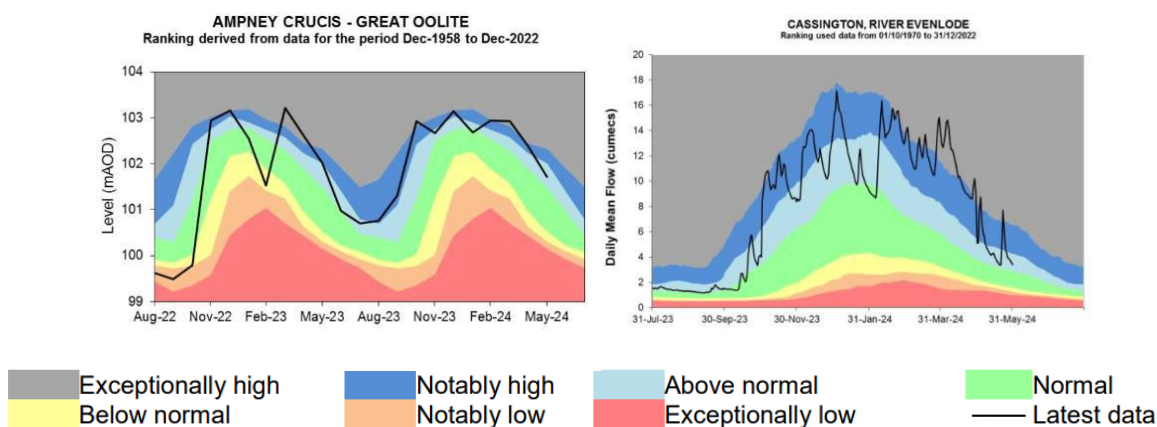 AMPNEY CRUCIS - GREAT OOLITE
Ranking derived from data for the period Dec-1958 to Dec-2022
Level (mAOD)
104
103
102
101
100
99
Aug-22 Nov-22 Feb-23 May-23 Aug-23 Nov-23 Feb-24 May-24
CASSINGTON, RIVER EVENLODE
Ranking used data from 01/10/1970 to 31/12/2022
Daily Mean Flow (cumecs)
20
18
16
14
12
10
8
6
4
2
0
31-Jul-23 30-Sep-23 30-Nov-23 31-Jan-24 31-Mar-24 31-May-24
Exceptionally high Notably high Above normal Normal
Below normal Notably low Exceptionally low Latest data